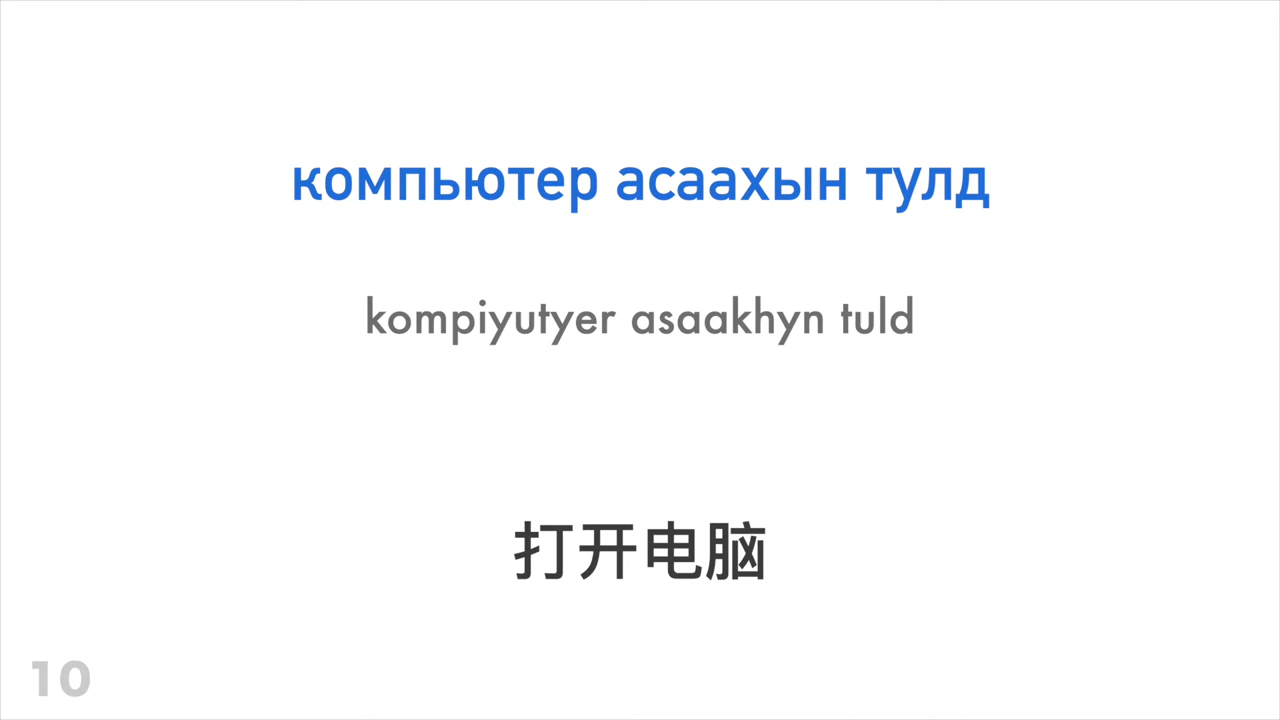 компьютер асаахын тулд
kompiyutyer asaakhyn tuld
打开电脑
10